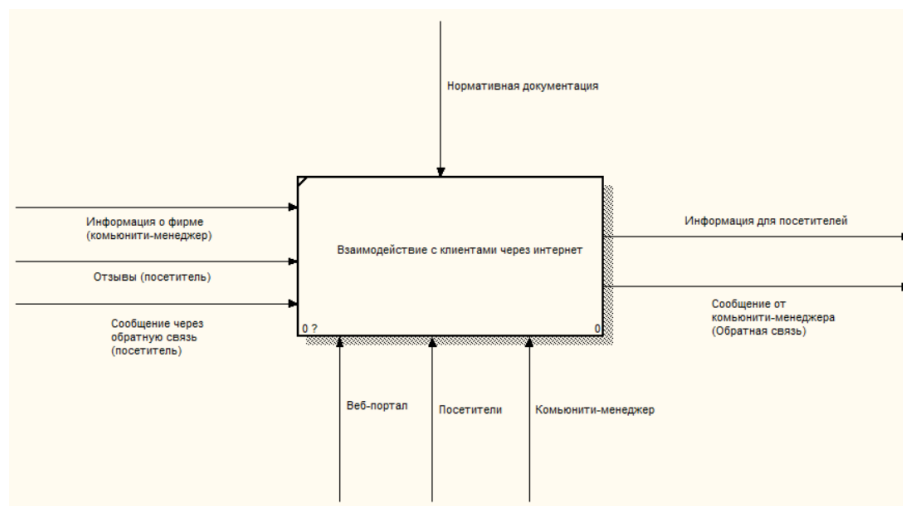 Нормативная документация
Информация о фирме
(комьюнити-менеджер)
Отзывы (посетитель)
Сообщение через
обратную связь
(посетитель)
Взаимодействие с клиентами через интернет
0 ?
0
Информация для посетителей
Сообщение от
комьюнити-менеджера
(Обратная связь)
Веб-портал
Посетители
Комьюнити-менеджер